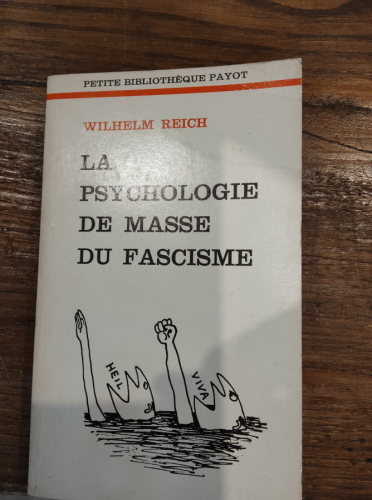 PETITE BIBLIOTHÈQUE PAYOT
WILHELM REICH
LA
PSYCHOLOGIE
DE MASSE
DU FASCISME
HEIL
VIVA